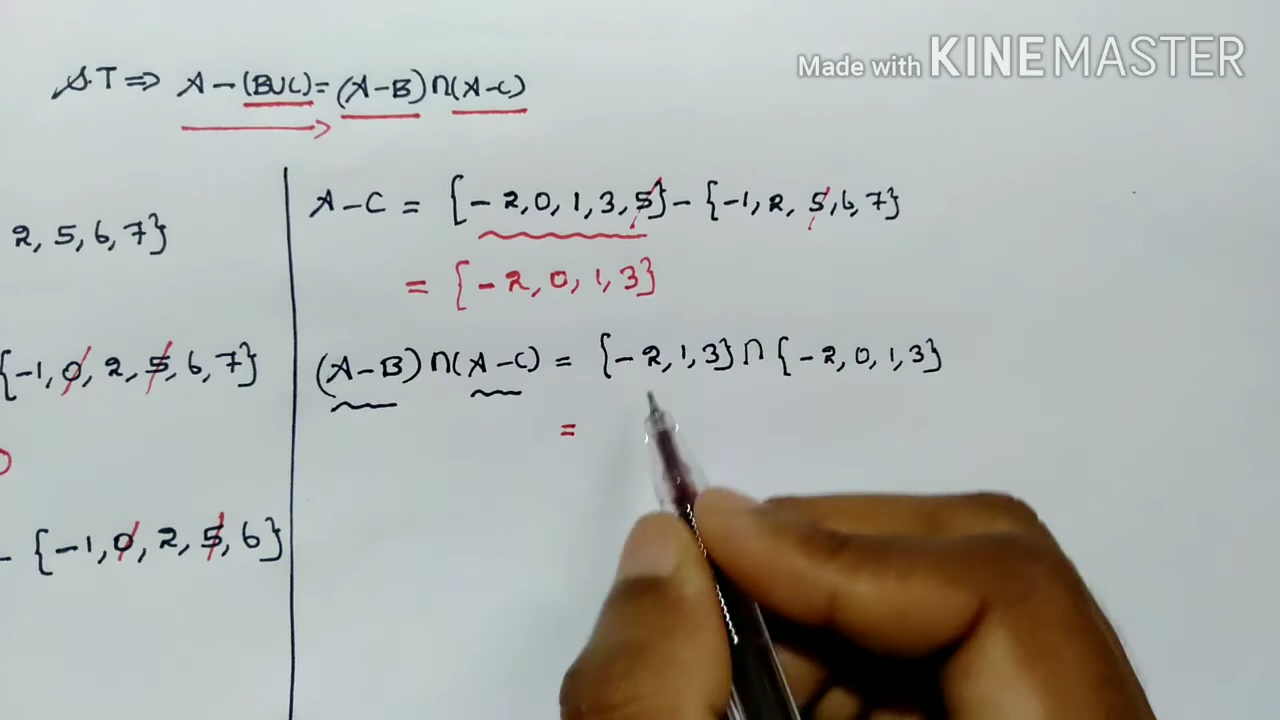 Made with KINEMASTER
S.T ⇒ A-(B∪C)=(A-B)∩(A-C)
2, 5, 6, 7}
{-1, 0, 2, 5, 6, 7}
- {-1, 0, 2, 5, 6}
A-C = {-2, 0, 1, 3, 5} - {-1, 2, 5, 6, 7}
= {-2, 0, 1, 3}
(A-B)∩(A-C) = {-2, 1, 3} ∩ {-2, 0, 1, 3}
=